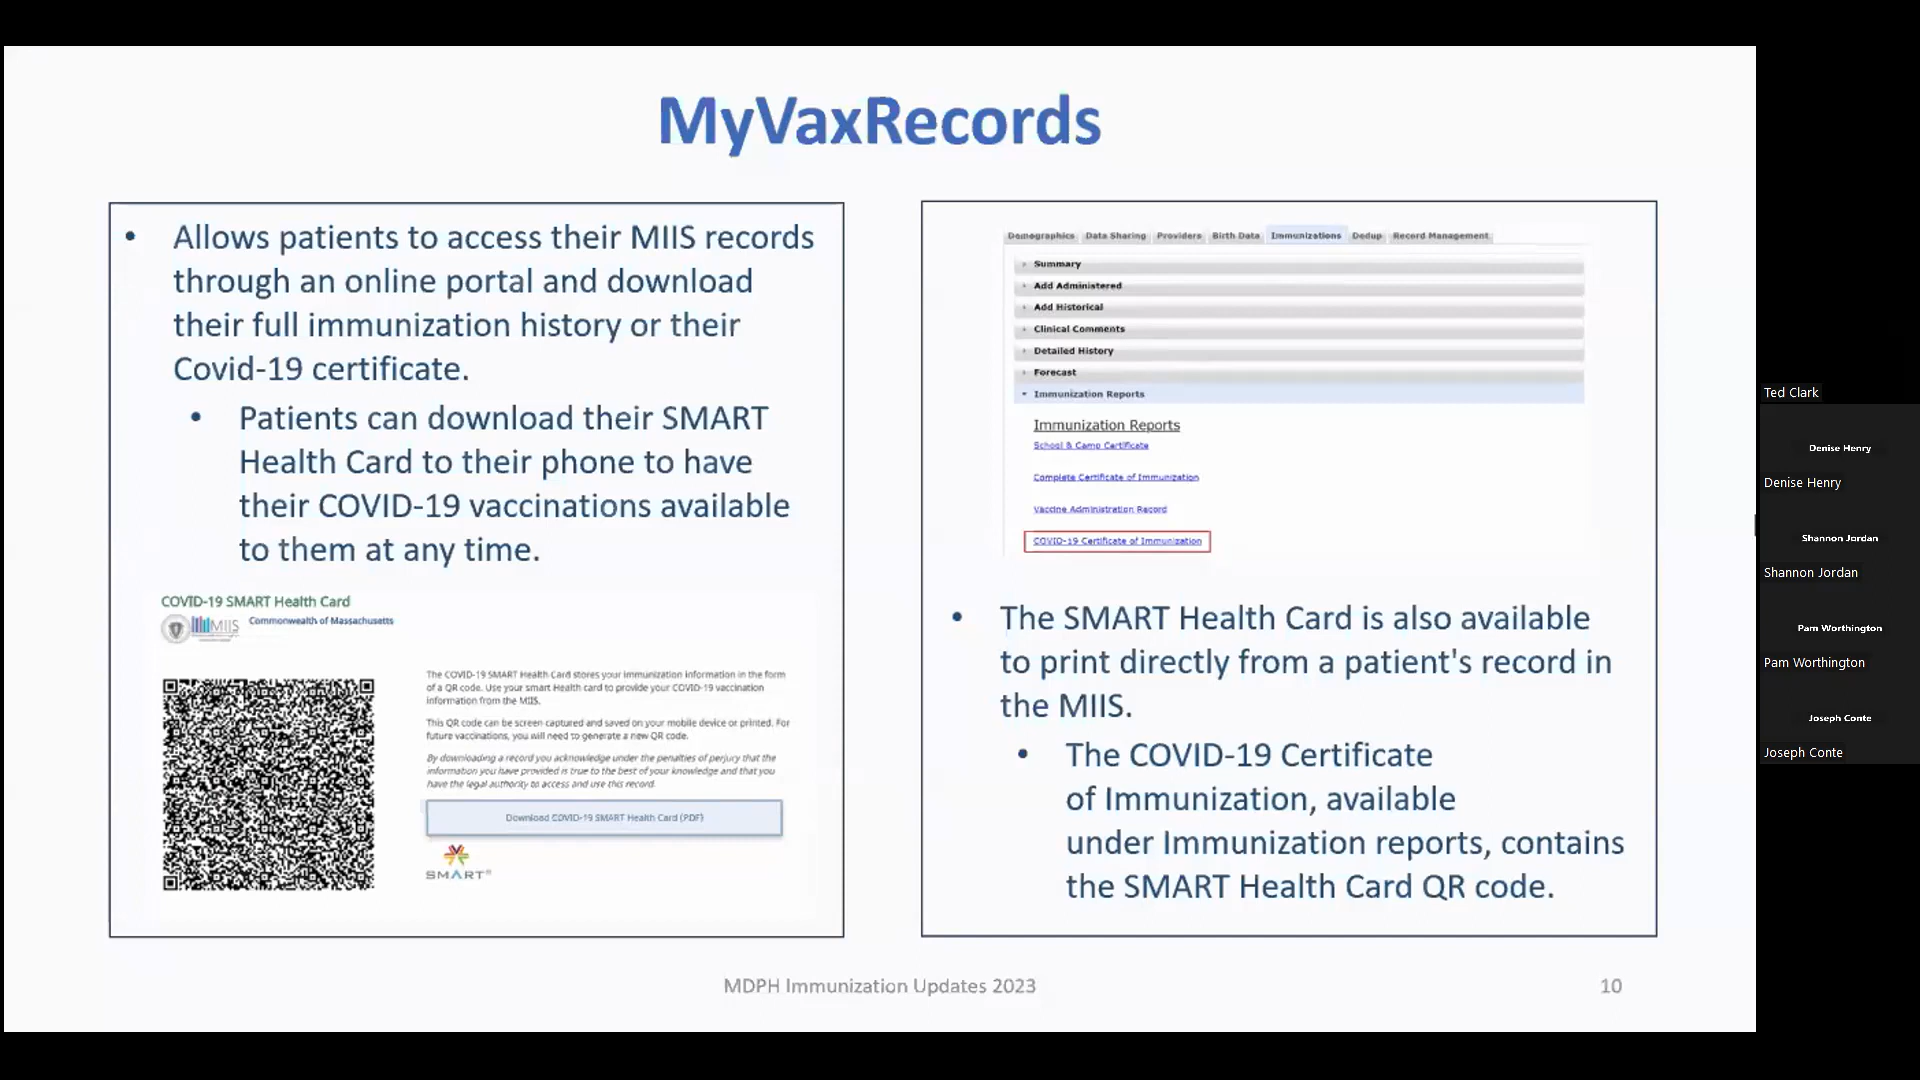 MyVaxRecords
• Allows patients to access their MIIS records
through an online portal and download
their full immunization history or their
Covid-19 certificate.
• Patients can download their SMART
Health Card to their phone to have
their COVID-19 vaccinations available
to them at any time.
COVID-19 SMART Health Card
MIIS
Commonwealth of Massachusetts
The COVID-19 SMART Health Card stores your immunization information in the form
of a QR code. Use your smart Health card to provide your COVID-19 vaccination
information from the MIIS.
This QR code can be screen captured and saved on your mobile device or printed. For
future vaccinations, you will need to generate a new QR code.
By downloading a record you acknowledge under the penalties of perjury that the
information you have provided is true to the best of your knowledge and that you
have the legal authority to access and use this record.
Download COVID-19 SMART Health Card (PDF)
SMART®
Demographics Data Sharing Providers Birth Data Immunizations Dedup Record Management
Summary
Add Administered
Add Historical
Clinical Comments
Detailed History
Forecast
Immunization Reports
Immunization Reports
School & Camp Certificate
Complete Certificate of Immunization
Vaccine Administration Record
COVID-19 Certificate of Immunization
• The SMART Health Card is also available
to print directly from a patient's record in
the MIIS.
• The COVID-19 Certificate
of Immunization, available
under Immunization reports, contains
the SMART Health Card QR code.
MDPH Immunization Updates 2023
10
Ted Clark
Denise Henry
Denise Henry
Shannon Jordan
Shannon Jordan
Pam Worthington
Pam Worthington
Joseph Conte
Joseph Conte